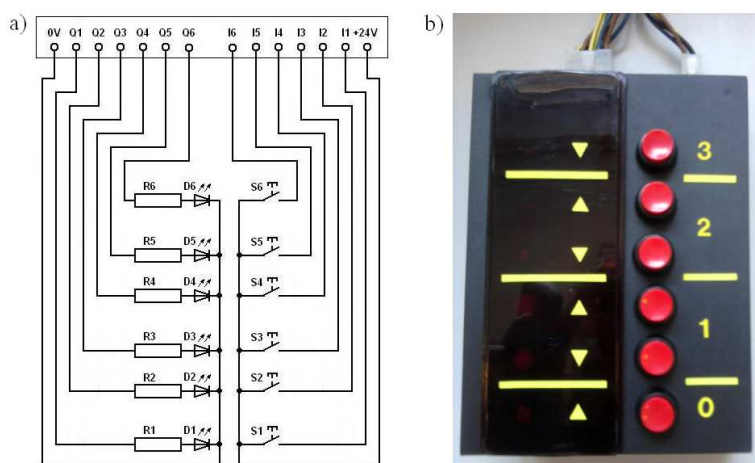 a)
0V Q1 Q2 Q3 Q4 Q5 Q6 I6 I5 I4 I3 I2 I1 +24V
R6 D6 S6
R5 D5 S5
R4 D4 S4
R3 D3 S3
R2 D2 S2
R1 D1 S1
b)
3
2
1
0